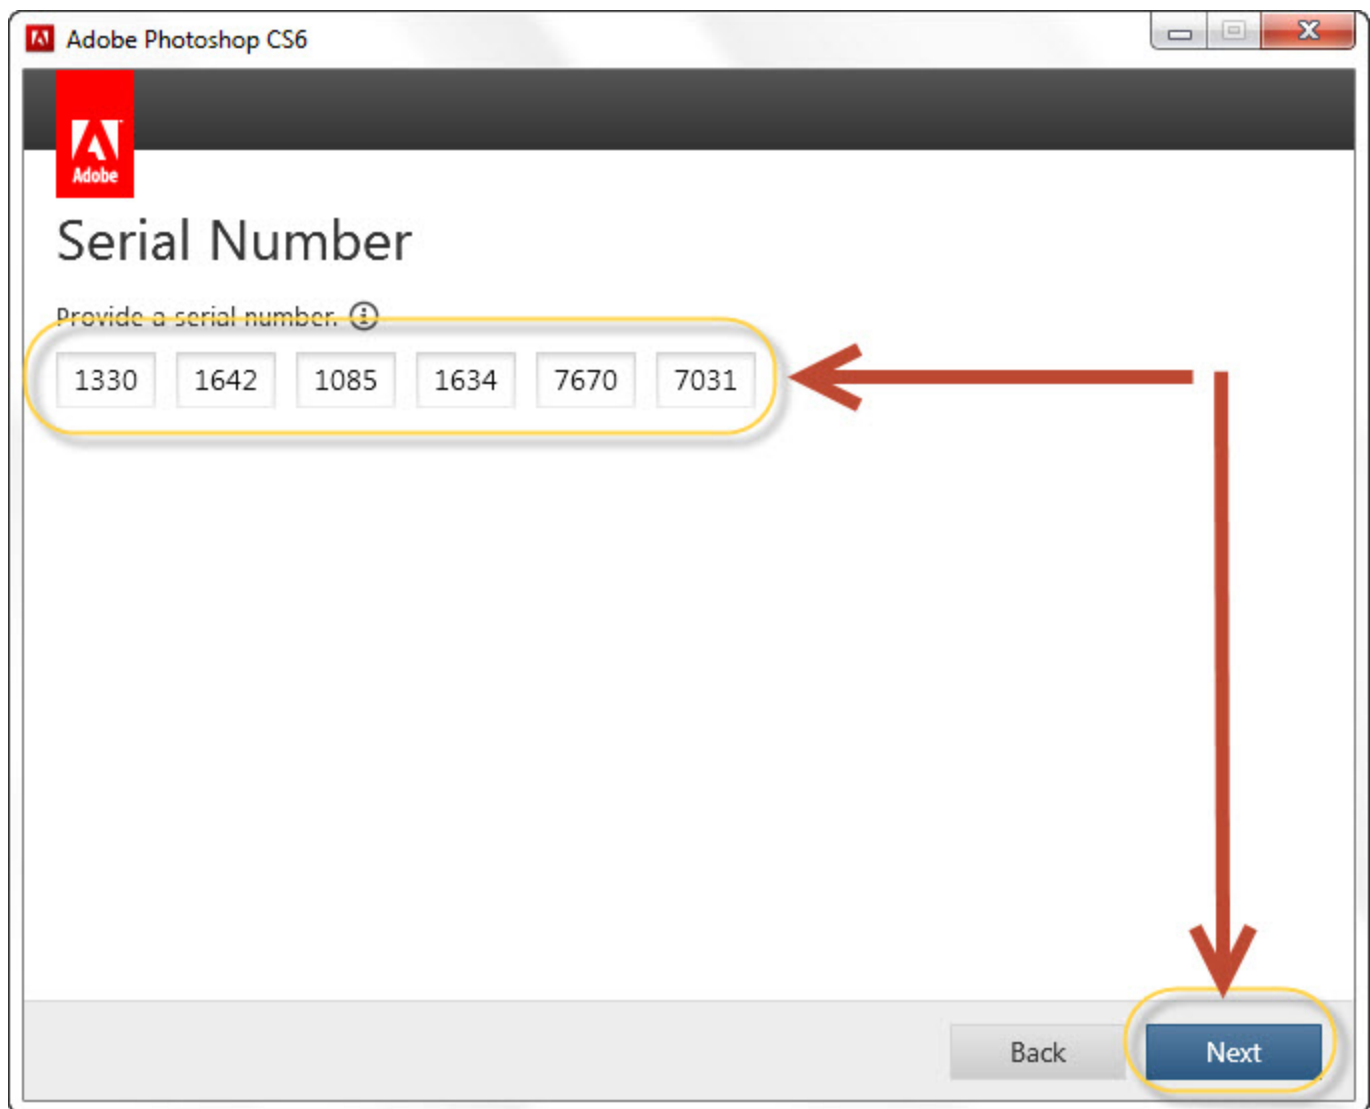 Adobe Photoshop CS6
Adobe
Serial Number
Provide a serial number.
1330 1642 1085 1634 7670 7031
Back Next